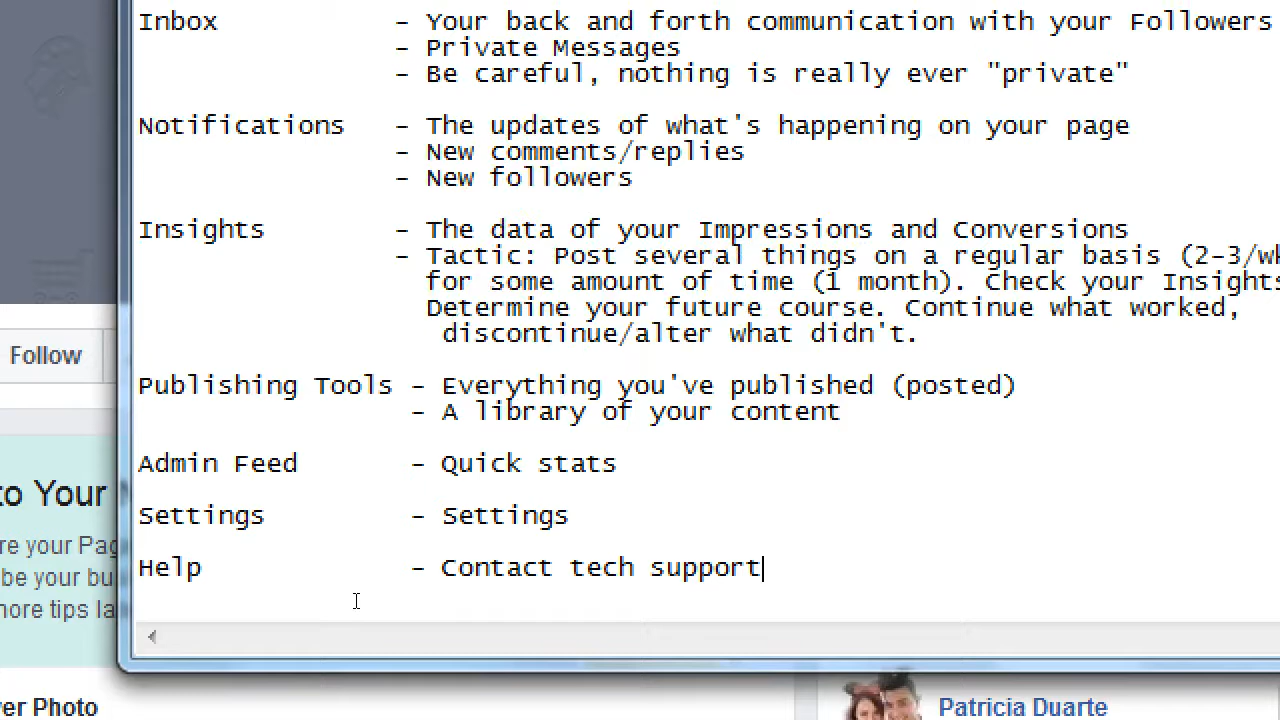 Inbox - Your back and forth communication with your Followers
- Private Messages
- Be careful, nothing is really ever "private"
Notifications - The updates of what's happening on your page
- New comments/replies
- New followers
Insights - The data of your Impressions and Conversions
- Tactic: Post several things on a regular basis (2-3/wk
for some amount of time (1 month). Check your Insights
Determine your future course. Continue what worked,
discontinue/alter what didn't.
Publishing Tools - Everything you've published (posted)
- A library of your content
Admin Feed - Quick stats
Settings - Settings
Help - Contact tech support
Follow
to Your
re your Pag
be your bu
more tips la
ver Photo
Patricia Duarte